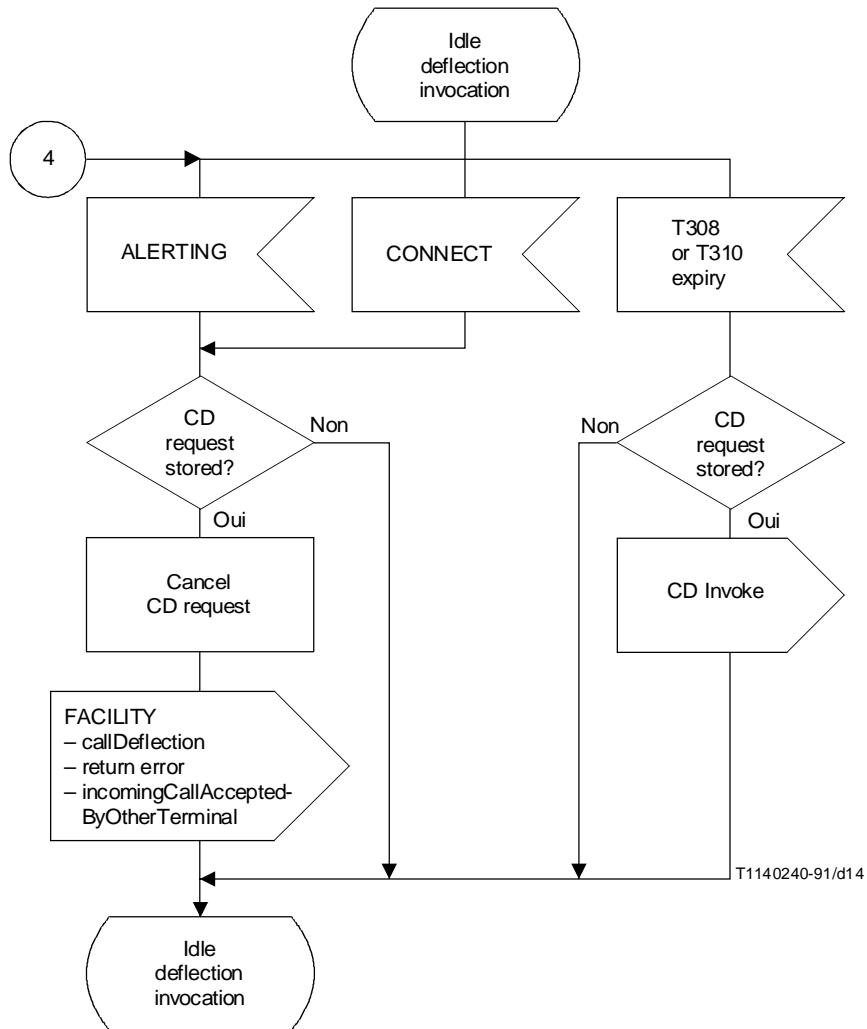 Idle
deflection
invocation
4
ALERTING
CONNECT
T308
or T310
expiry
CD
request
stored?
Non
Non
CD
request
stored?
Oui
Oui
Cancel
CD request
CD Invoke
FACILITY
– callDeflection
– return error
– incomingCallAccepted-
ByOtherTerminal
T1140240-91/d14
Idle
deflection
invocation